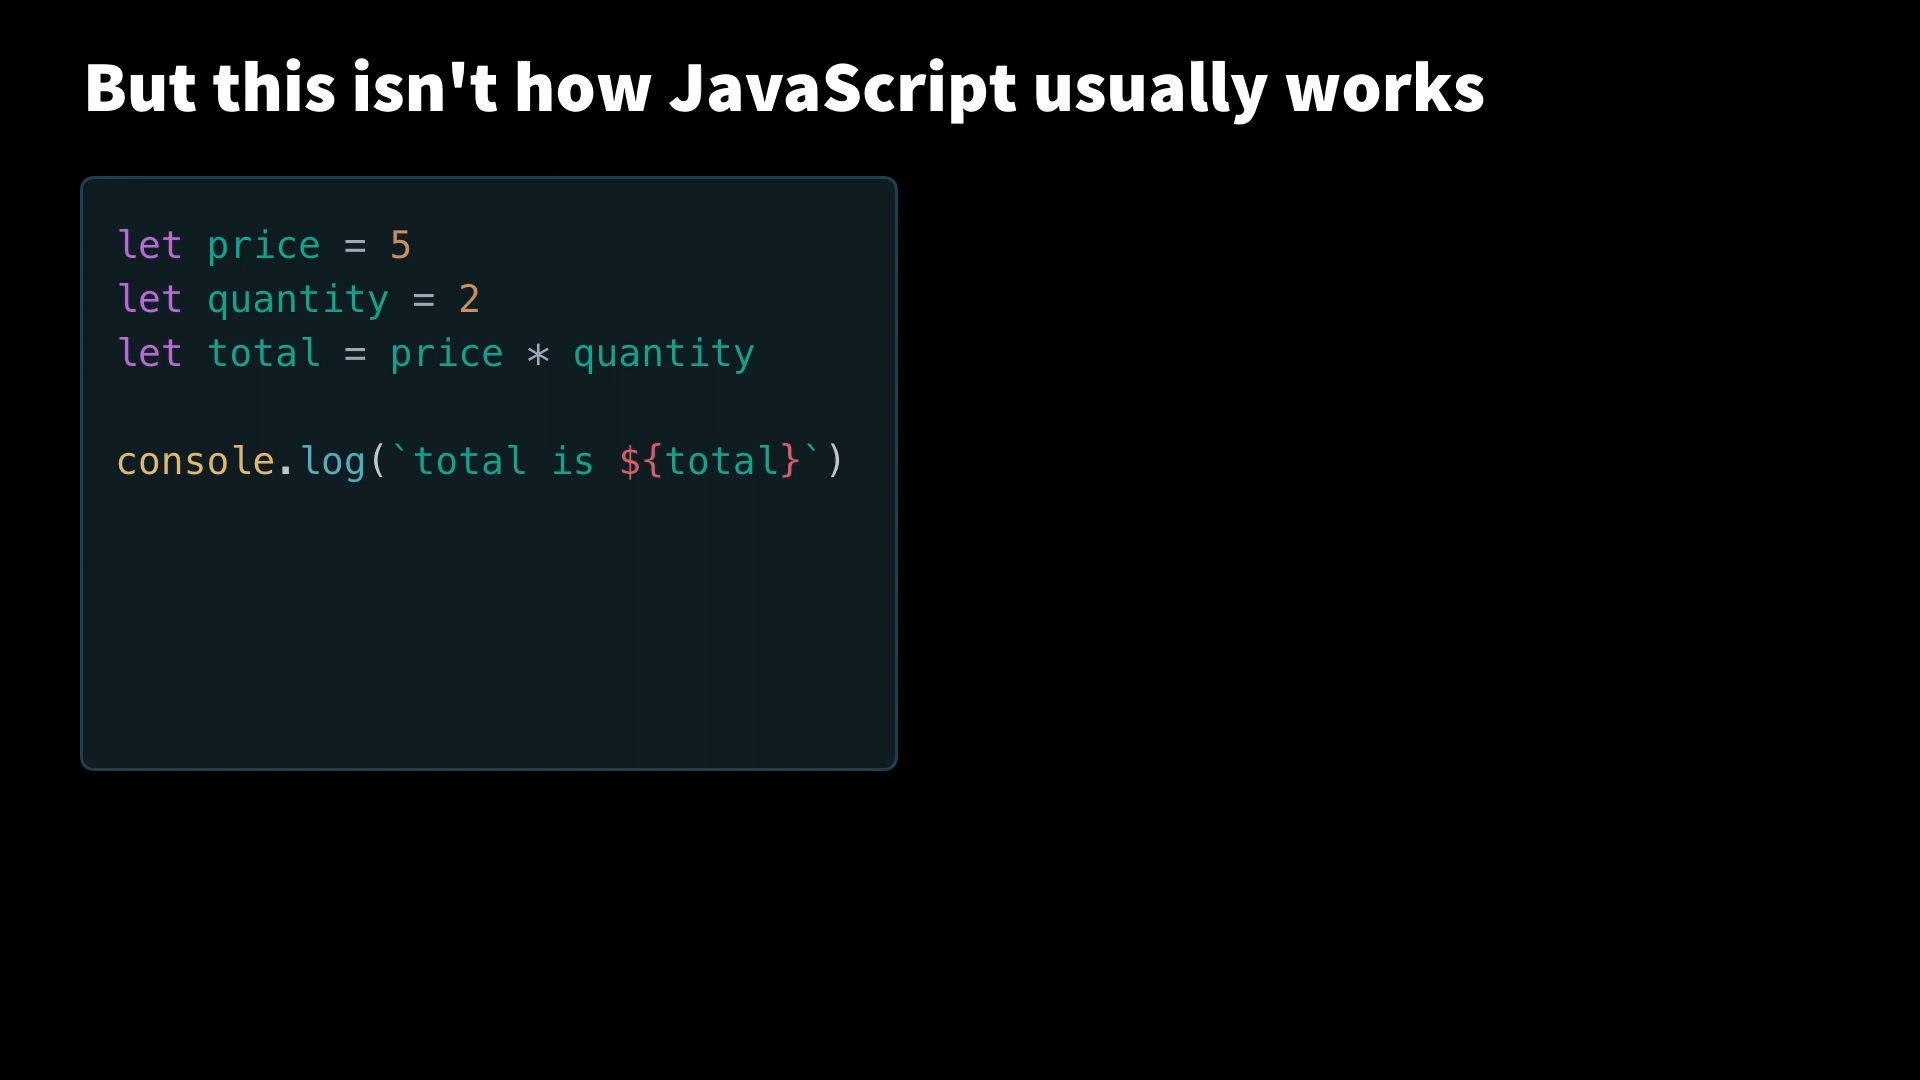 But this isn't how JavaScript usually works
let price = 5
let quantity = 2
let total = price * quantity
console.log(`total is ${total}`)